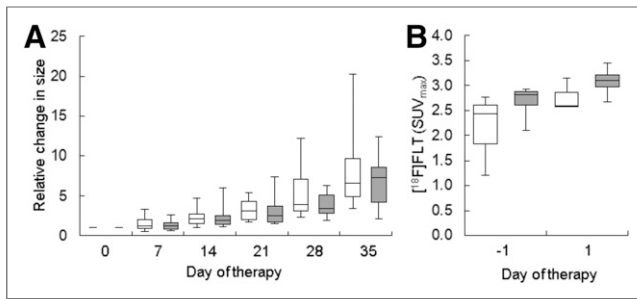 A
Relative change in size
25
20
15
10
5
0
0 7 14 21 28 35
Day of therapy
B
[18F]FLT (SUVmax)
4.0
3.5
3.0
2.5
2.0
1.5
1.0
0.5
0.0
-1 1
Day of therapy